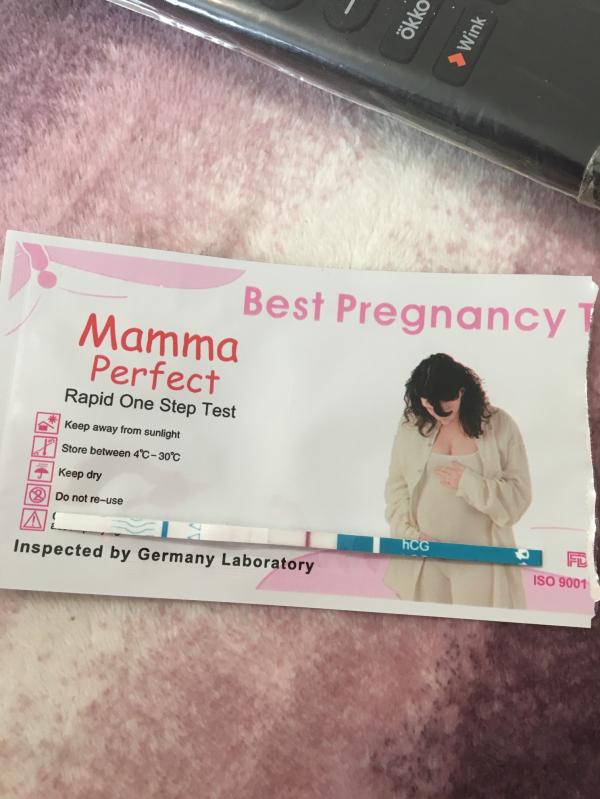 ökko
Wink
Best Pregnancy T
Mamma
Perfect
Rapid One Step Test
Keep away from sunlight
Store between 4℃-30℃
Keep dry
Do not re-use
hCG
Inspected by Germany Laboratory
ISO 9001